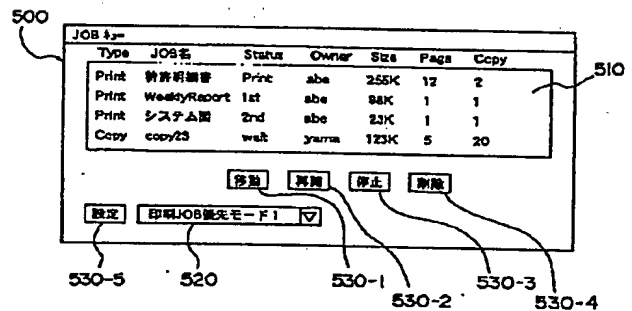 500
JOB ｷｭｰ
Type JOB名 Status Owner Size Page Copy
Print 特許明細書 Print abe 255K 12 2
Print WeeklyReport 1st abe 98K 1 1
Print システム図 2nd abe 23K 1 1
Copy copy23 wait yama 123K 5 20
510
移動 再開 停止 削除
設定 印刷JOB優先モード1
530-5 520 530-1 530-2 530-3 530-4